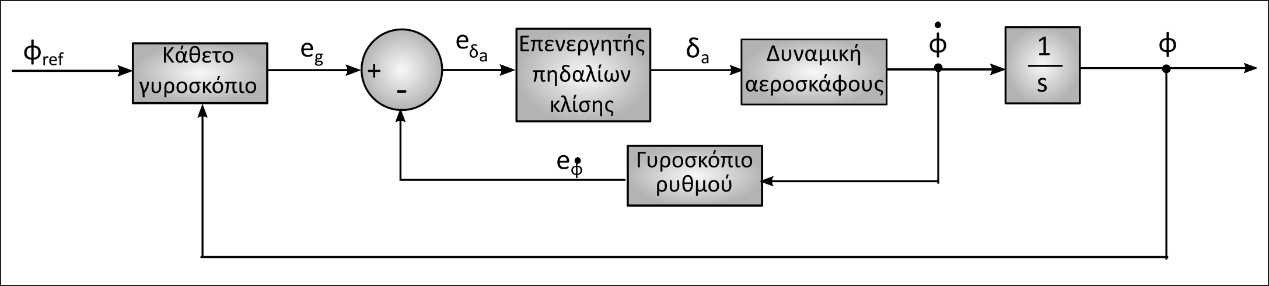 ϕref
Κάθετο
γυροσκόπιο
eg
+
-
eδa
Επενεργητής
πηδαλίων
κλίσης
δa
Δυναμική
αεροσκάφους
ϕ̇
1
s
ϕ
eϕ̇
Γυροσκόπιο
ρυθμού